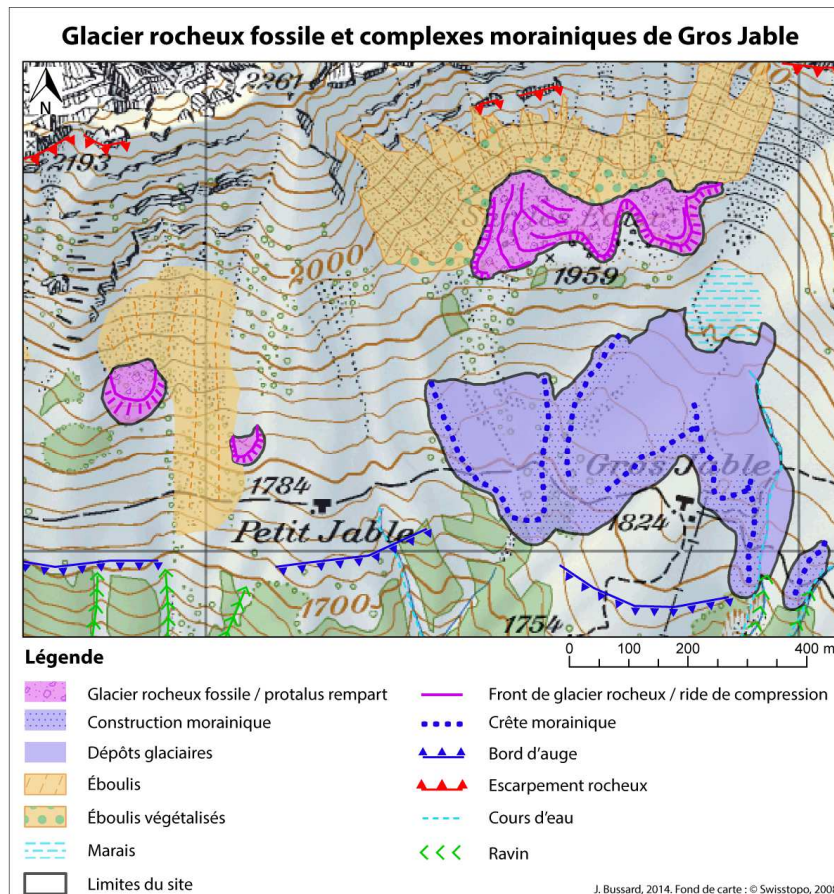 Glacier rocheux fossile et complexes morainiques de Gros Jable
N
2261
2193
2000
1959
Gros Jable
1784
Petit Jable
1824
1700
1754
0 100 200 400 m
Légende
Glacier rocheux fossile / protalus rempart
Construction morainique
Dépôts glaciaires
Éboulis
Éboulis végétalisés
Marais
Limites du site
Front de glacier rocheux / ride de compression
Crête morainique
Bord d'auge
Escarpement rocheux
Cours d'eau
Ravin
J. Bussard, 2014. Fond de carte : © Swisstopo, 2008